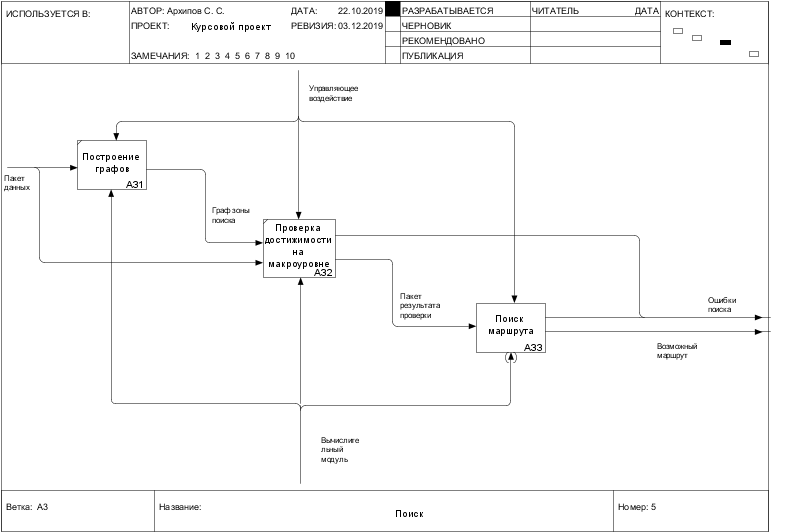 ИСПОЛЬЗУЕТСЯ В:
АВТОР: Архипов С. С.
ДАТА: 22.10.2019
РАЗРАБАТЫВАЕТСЯ
ЧИТАТЕЛЬ
ДАТА
КОНТЕКСТ:
ПРОЕКТ: Курсовой проект
РЕВИЗИЯ: 03.12.2019
ЧЕРНОВИК
РЕКОМЕНДОВАНО
ЗАМЕЧАНИЯ: 1 2 3 4 5 6 7 8 9 10
ПУБЛИКАЦИЯ
Управляющее
воздействие
Построение
графов
A31
Пакет
данных
Граф зоны
поиска
Проверка
достижимости
на
макроуровне
A32
Пакет
результата
проверки
Поиск
маршрута
A33
Ошибки
поиска
Возможный
маршрут
Вычислите
льный
модуль
Ветка: A3
Название:
Поиск
Номер: 5